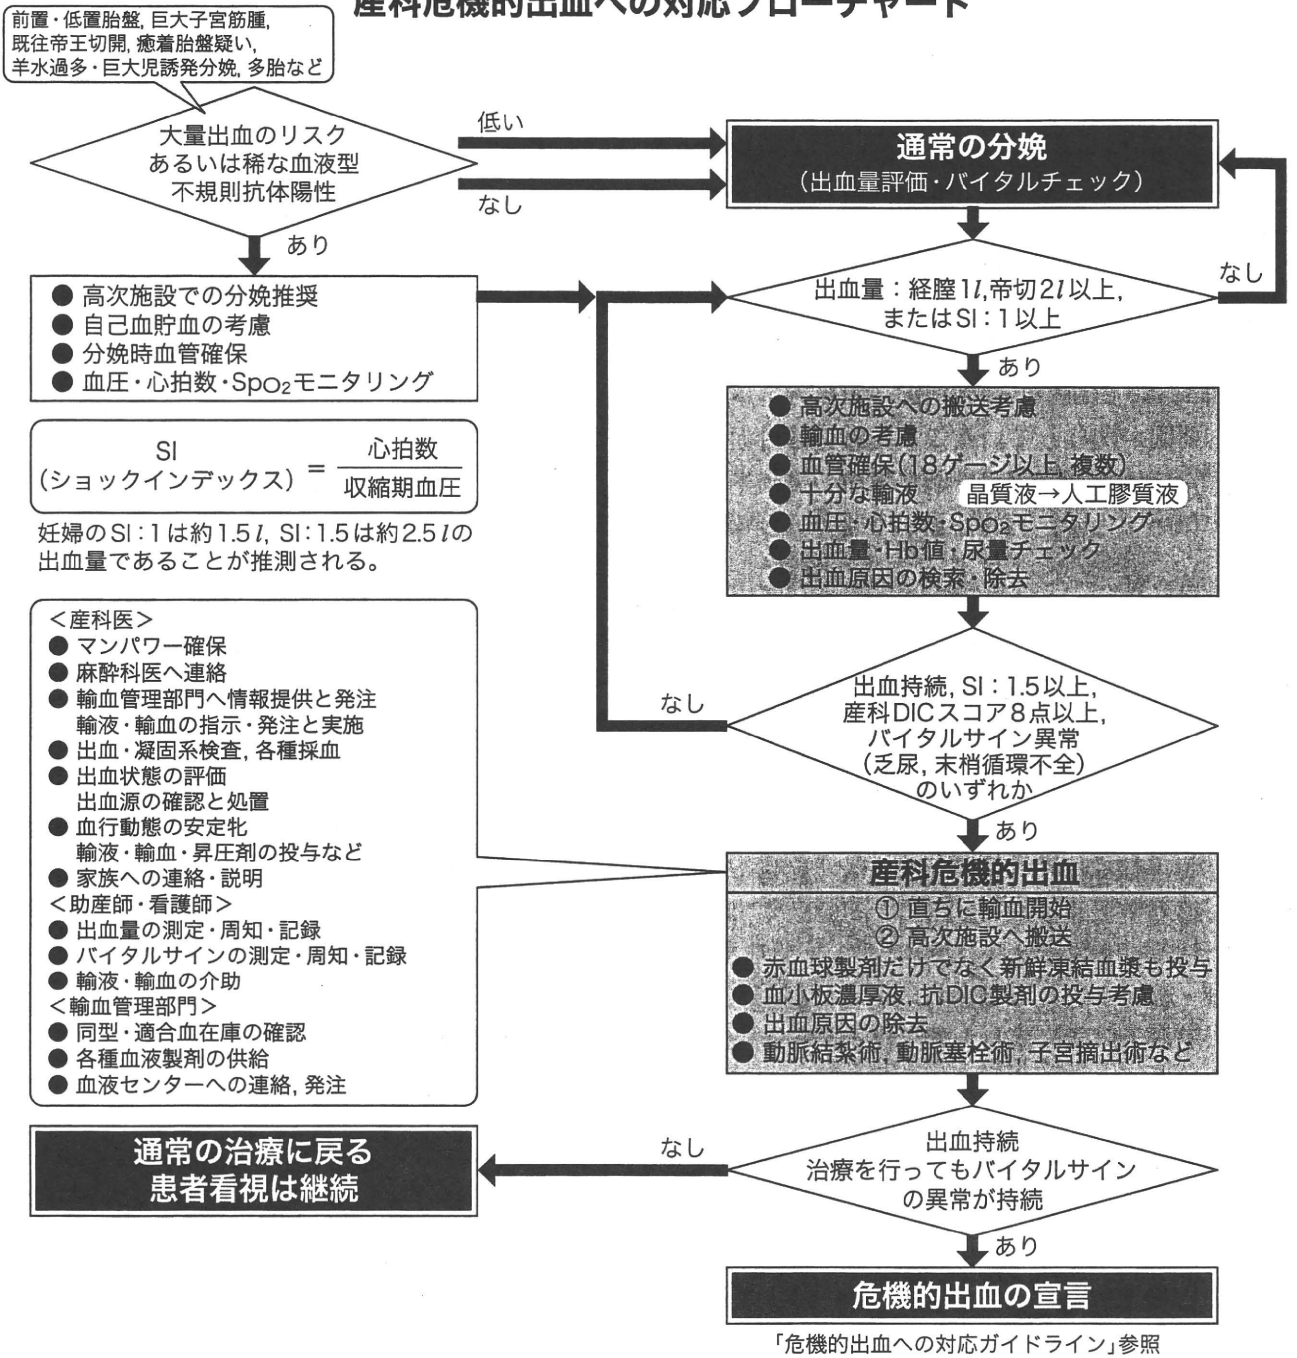 産科危機的出血への対応フローチャート
前置・低置胎盤, 巨大子宮筋腫,
既往帝王切開, 癒着胎盤疑い,
羊水過多・巨大児誘発分娩, 多胎など
大量出血のリスク
あるいは稀な血液型
不規則抗体陽性
低い
なし
あり
通常の分娩
(出血量評価・バイタルチェック)
● 高次施設での分娩推奨
● 自己血貯血の考慮
● 分娩時血管確保
● 血圧・心拍数・SpO₂モニタリング
出血量：経膣1l,帝切2l以上,
またはSI：1以上
なし
あり
SI
(ショックインデックス)
=
心拍数
収縮期血圧
妊婦のSI：1は約1.5l, SI：1.5は約2.5lの
出血量であることが推測される。
● 高次施設への搬送考慮
● 輸血の考慮
● 血管確保(18ゲージ以上, 複数)
● 十分な輸液 晶質液→人工膠質液
● 血圧・心拍数・SpO₂モニタリング
● 出血量・Hb値・尿量チェック
● 出血原因の検索・除去
出血持続, SI：1.5以上,
産科DICスコア8点以上,
バイタルサイン異常
(乏尿, 末梢循環不全)
のいずれか
なし
あり
＜産科医＞
● マンパワー確保
● 麻酔科医へ連絡
● 輸血管理部門へ情報提供と発注
輸液・輸血の指示・発注と実施
● 出血・凝固系検査, 各種採血
● 出血状態の評価
出血源の確認と処置
● 血行動態の安定牝
輸液・輸血・昇圧剤の投与など
● 家族への連絡・説明
＜助産師・看護師＞
● 出血量の測定・周知・記録
● バイタルサインの測定・周知・記録
● 輸液・輸血の介助
＜輸血管理部門＞
● 同型・適合血在庫の確認
● 各種血液製剤の供給
● 血液センターへの連絡, 発注
産科危機的出血
① 直ちに輸血開始
② 高次施設へ搬送
● 赤血球製剤だけでなく新鮮凍結血漿も投与
● 血小板濃厚液, 抗DIC製剤の投与考慮
● 出血原因の除去
● 動脈結紮術, 動脈塞栓術, 子宮摘出術など
出血持続
治療を行ってもバイタルサイン
の異常が持続
なし
あり
通常の治療に戻る
患者看視は継続
危機的出血の宣言
「危機的出血への対応ガイドライン」参照